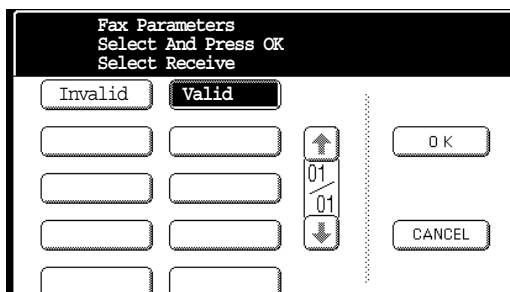 Fax Parameters
Select And Press OK
Select Receive
Invalid Valid
OK
01
01
CANCEL